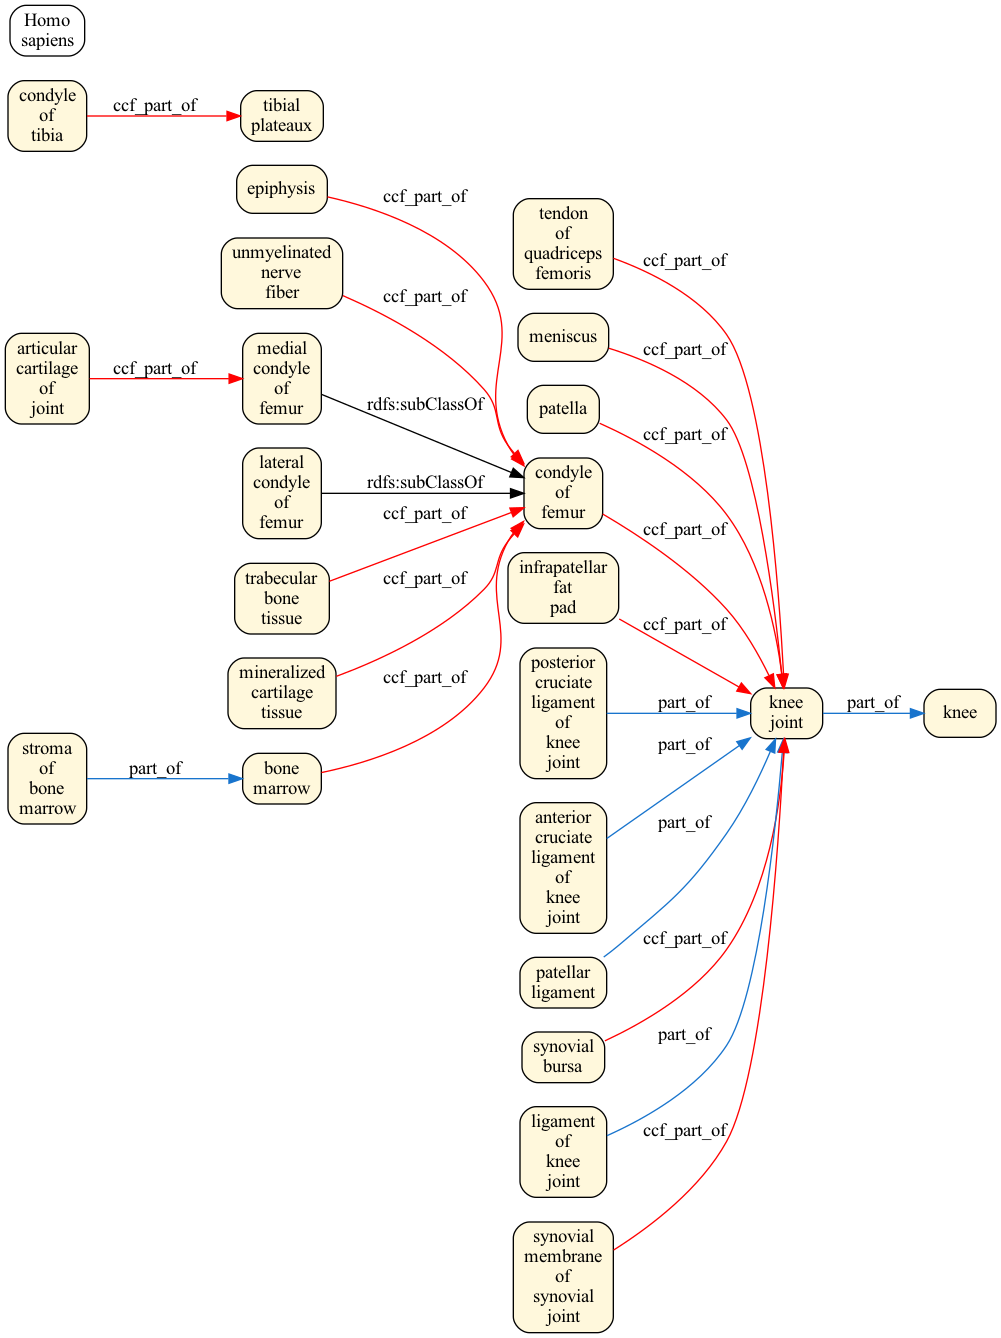 Homo
sapiens
condyle
of
tibia
ccf_part_of
tibial
plateaux
epiphysis
ccf_part_of
unmyelinated
nerve
fiber
ccf_part_of
articular
cartilage
of
joint
ccf_part_of
medial
condyle
of
femur
rdfs:subClassOf
lateral
condyle
of
femur
rdfs:subClassOf
trabecular
bone
tissue
ccf_part_of
mineralized
cartilage
tissue
ccf_part_of
stroma
of
bone
marrow
part_of
bone
marrow
ccf_part_of
tendon
of
quadriceps
femoris
ccf_part_of
meniscus
ccf_part_of
patella
ccf_part_of
condyle
of
femur
ccf_part_of
infrapatellar
fat
pad
ccf_part_of
posterior
cruciate
ligament
of
knee
joint
part_of
anterior
cruciate
ligament
of
knee
joint
part_of
patellar
ligament
part_of
synovial
bursa
ccf_part_of
ligament
of
knee
joint
part_of
synovial
membrane
of
synovial
joint
ccf_part_of
knee
joint
part_of
knee